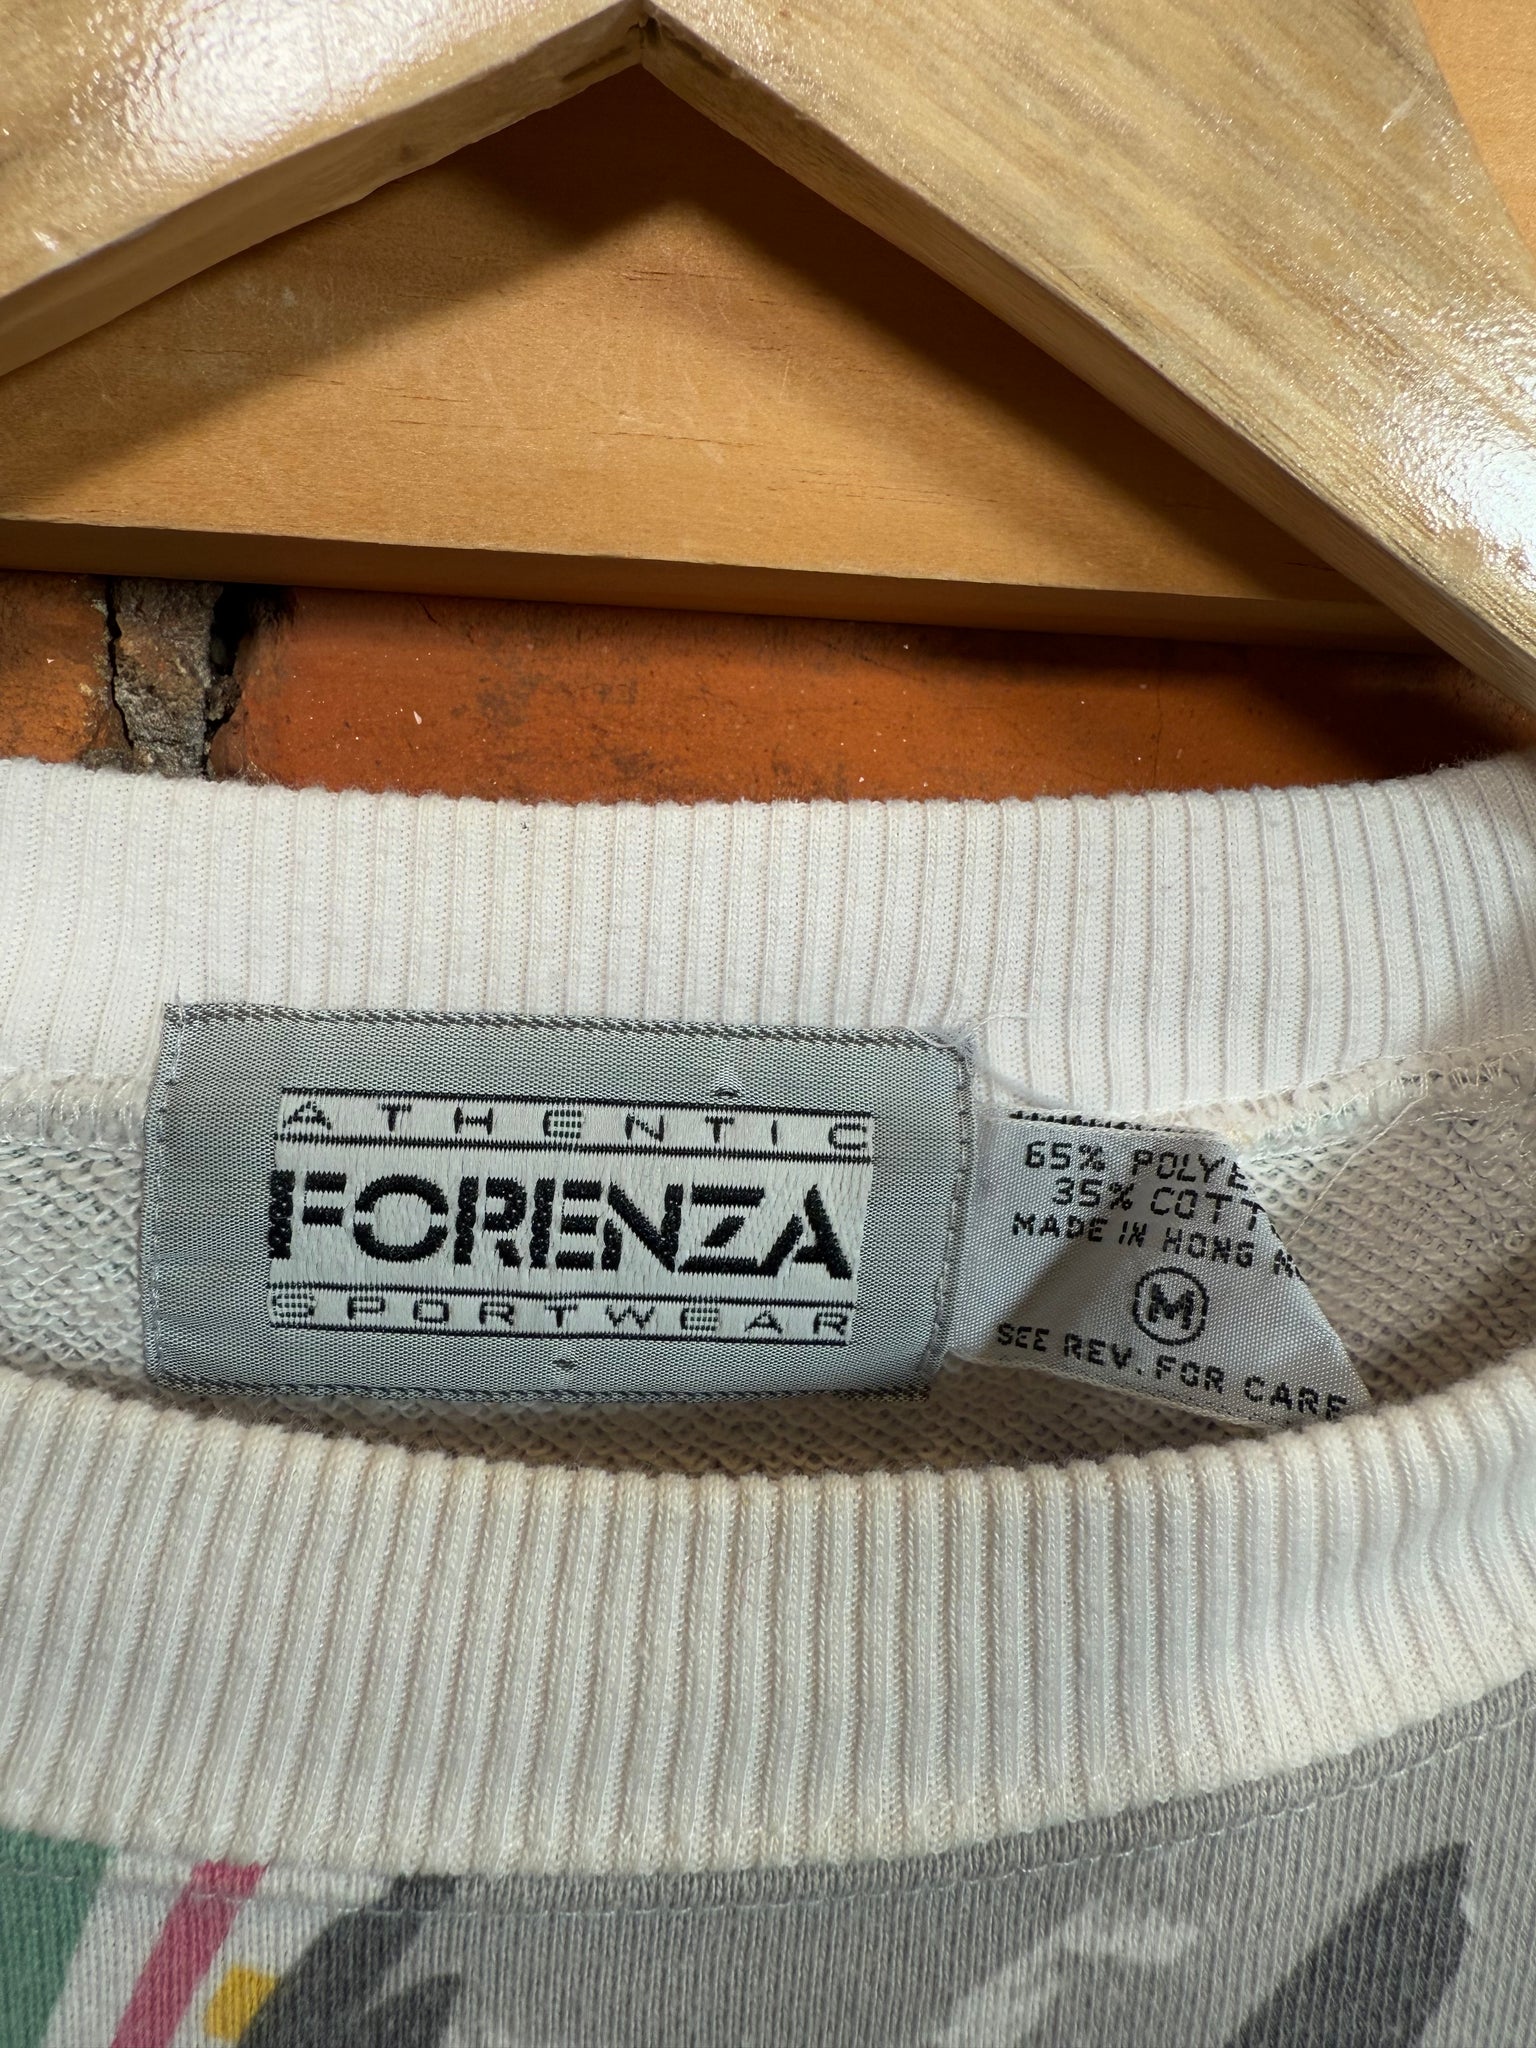 ATHENTIC
FORENZA
SPORTWEAR
65% POLYE
35% COTT
MADE IN HONG
M
SEE REV. FOR CARE